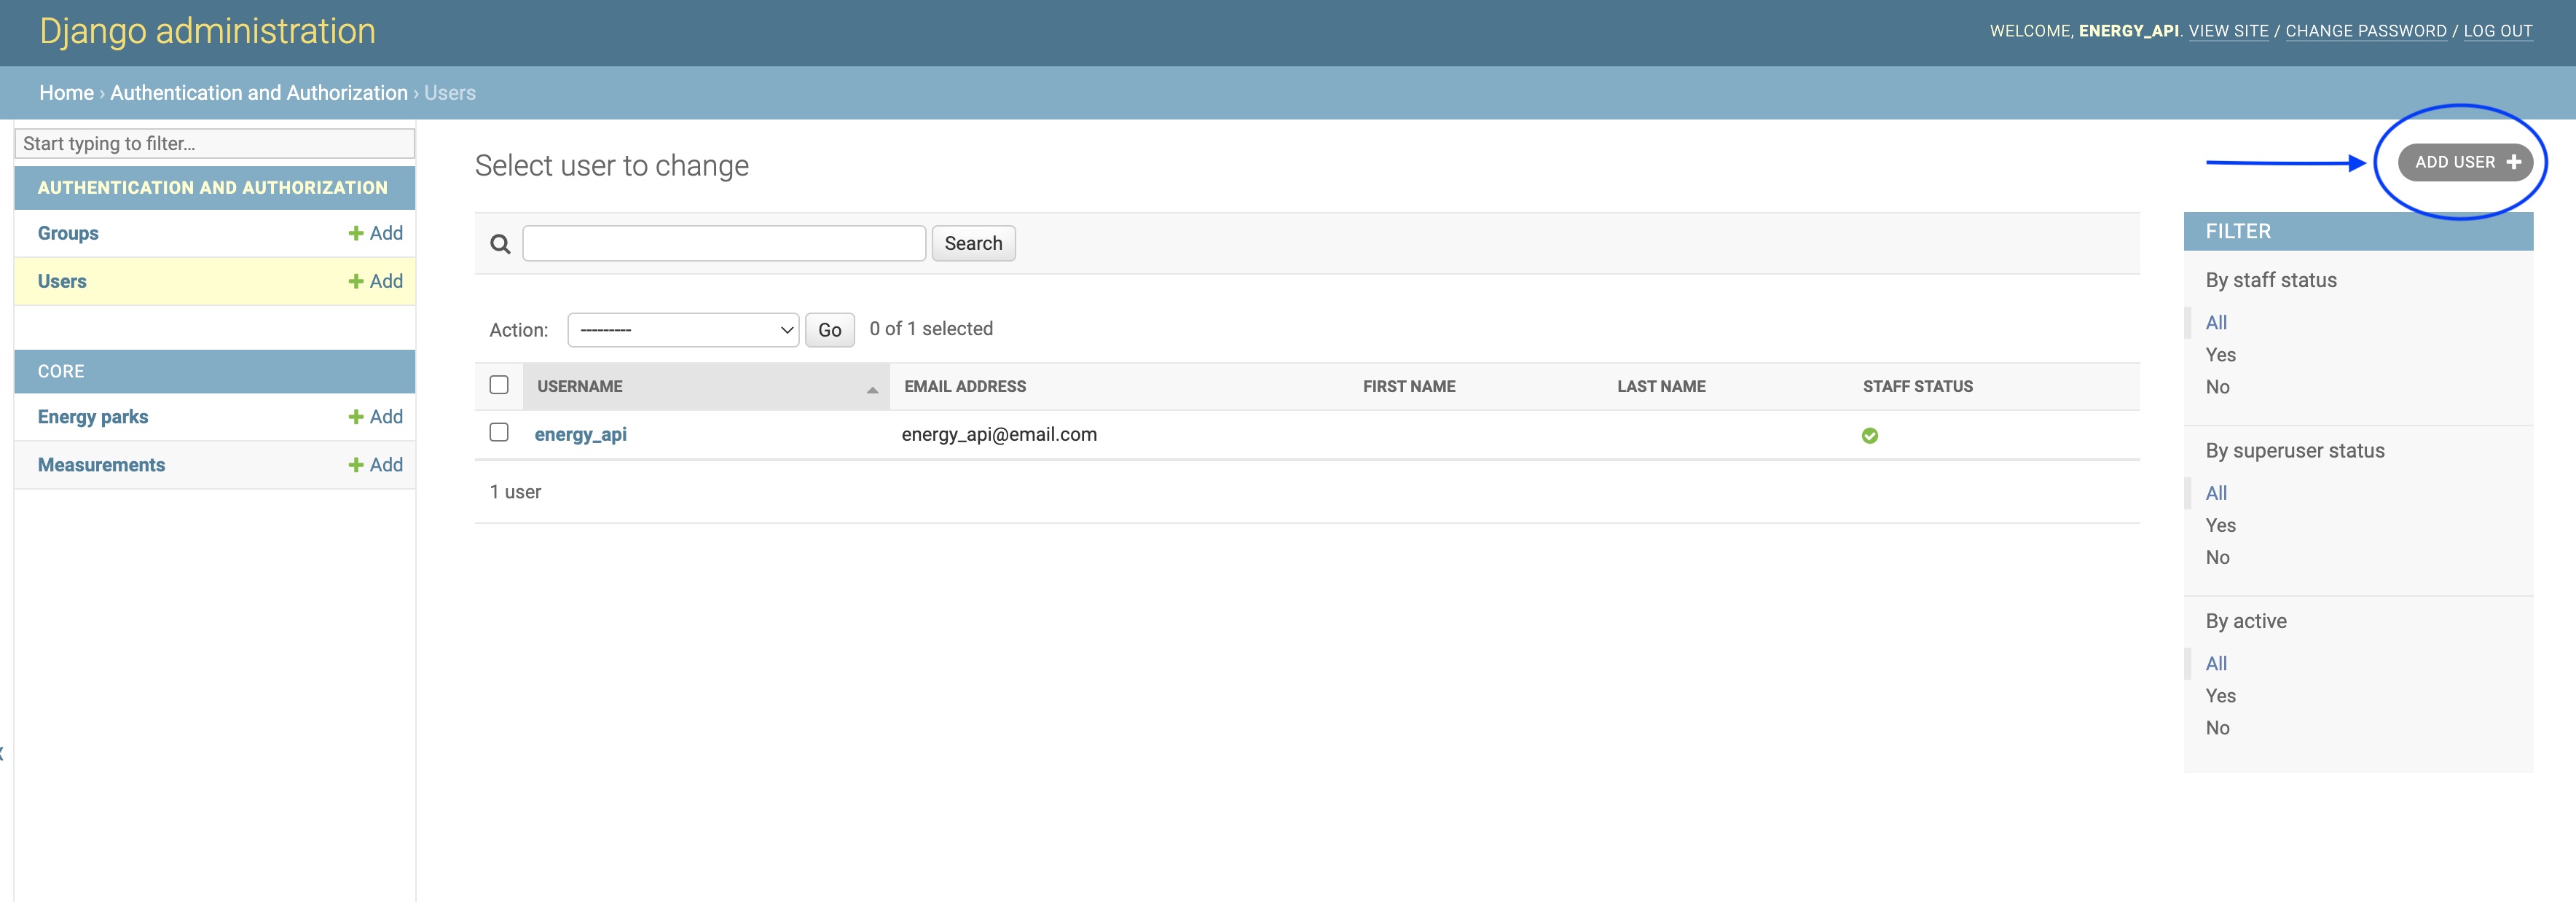 Django administration
WELCOME, ENERGY_API. VIEW SITE / CHANGE PASSWORD / LOG OUT
Home › Authentication and Authorization › Users
Start typing to filter...
AUTHENTICATION AND AUTHORIZATION
Groups + Add
Users + Add
CORE
Energy parks + Add
Measurements + Add
Select user to change
ADD USER +
Search
Action: --------- Go 0 of 1 selected
USERNAME EMAIL ADDRESS FIRST NAME LAST NAME STAFF STATUS
energy_api energy_api@email.com
1 user
FILTER
By staff status
All
Yes
No
By superuser status
All
Yes
No
By active
All
Yes
No